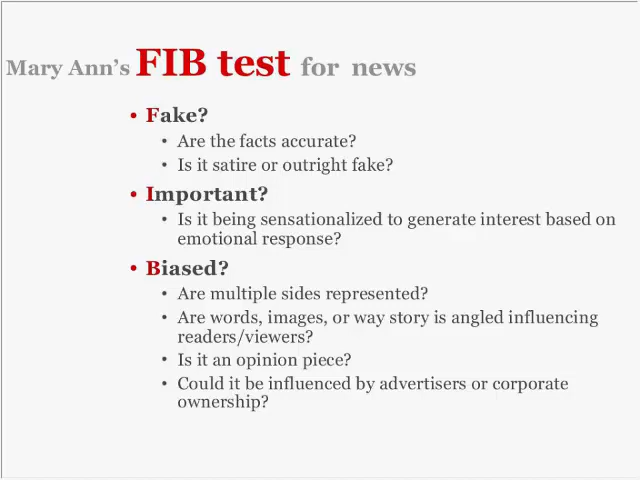 Mary Ann's FIB test for news
• Fake?
• Are the facts accurate?
• Is it satire or outright fake?
• Important?
• Is it being sensationalized to generate interest based on
emotional response?
• Biased?
• Are multiple sides represented?
• Are words, images, or way story is angled influencing
readers/viewers?
• Is it an opinion piece?
• Could it be influenced by advertisers or corporate
ownership?